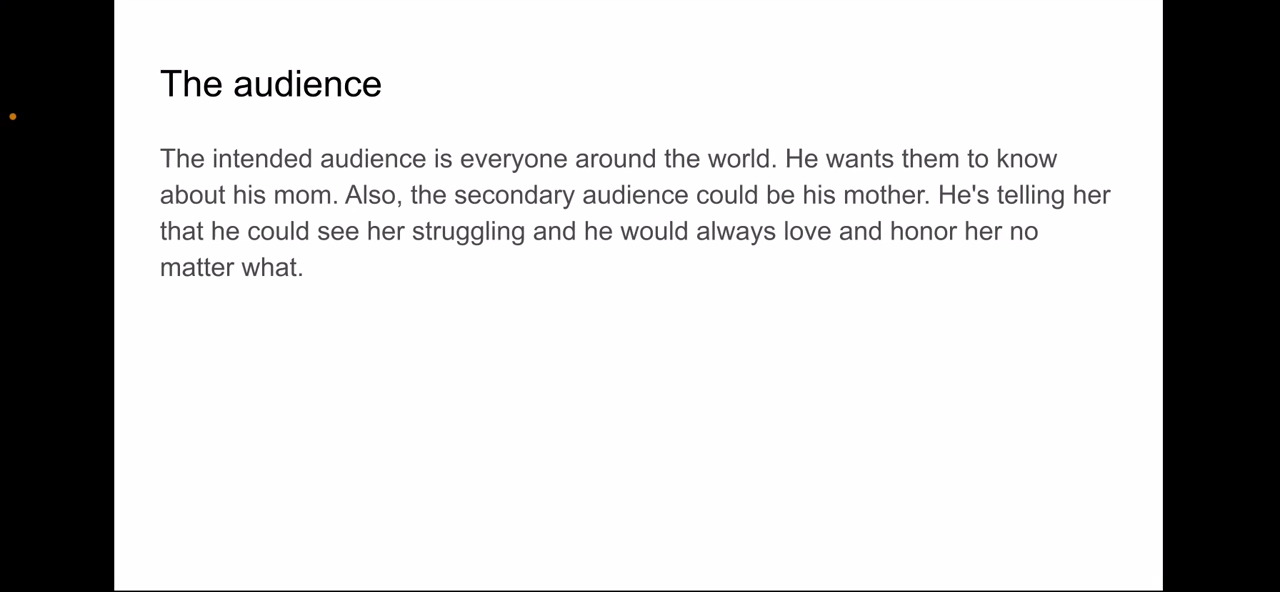 The audience
The intended audience is everyone around the world. He wants them to know
about his mom. Also, the secondary audience could be his mother. He's telling her
that he could see her struggling and he would always love and honor her no
matter what.